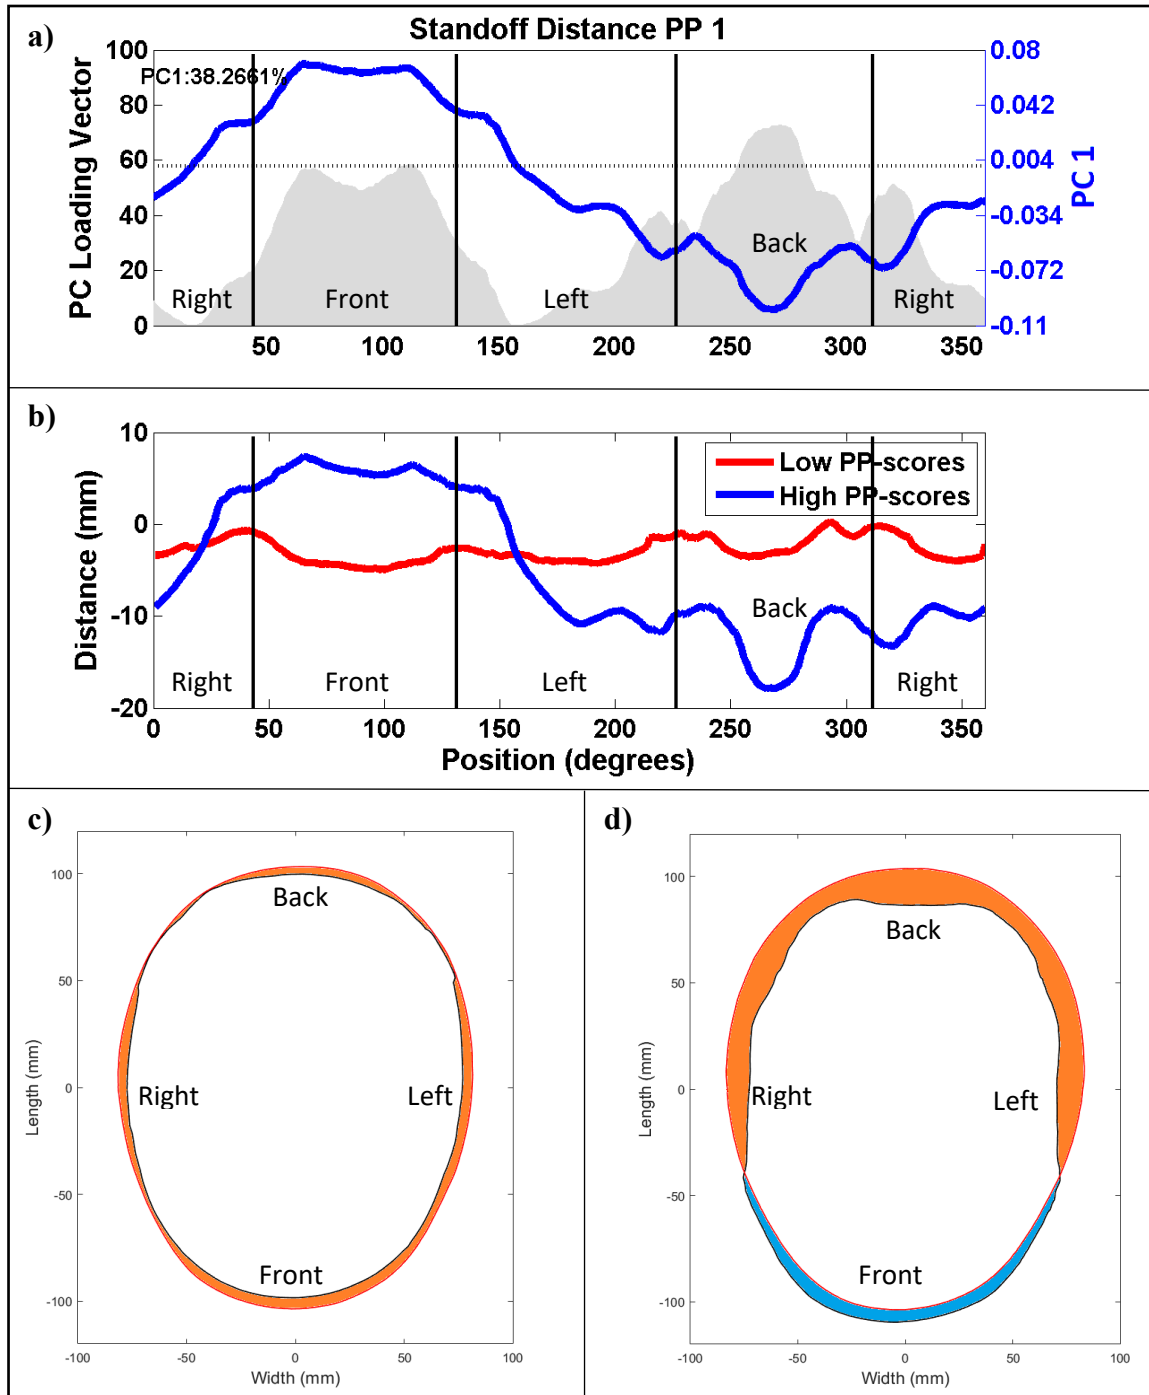 a)
Standoff Distance PP 1
PC Loading Vector
100
80
60
40
20
0
PC1:38.2661%
0.08
0.042
0.004
-0.034
-0.072
-0.11
PC 1
Right
Front
Left
Back
Right
50
100
150
200
250
300
350
b)
Distance (mm)
10
0
-10
-20
Low PP-scores
High PP-scores
Back
Right
Front
Left
Right
0
50
100
150
200
250
300
350
Position (degrees)
c)
100
50
0
-50
-100
Length (mm)
Back
Right
Left
Front
-100
-50
0
50
100
Width (mm)
d)
100
50
0
-50
-100
Length (mm)
Back
Right
Left
Front
-100
-50
0
50
100
Width (mm)